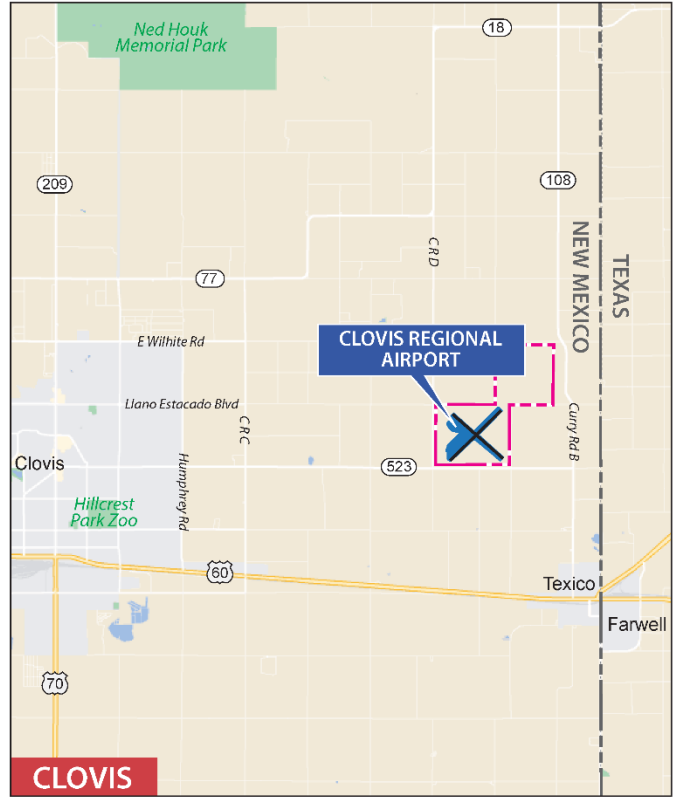 Ned Houk
Memorial Park
18
209
108
NEW MEXICO
TEXAS
C R D
77
E Wilhite Rd
CLOVIS REGIONAL
AIRPORT
Llano Estacado Blvd
C R C
Curry Rd B
Clovis
523
Humphrey Rd
Hillcrest
Park Zoo
60
Texico
Farwell
70
CLOVIS